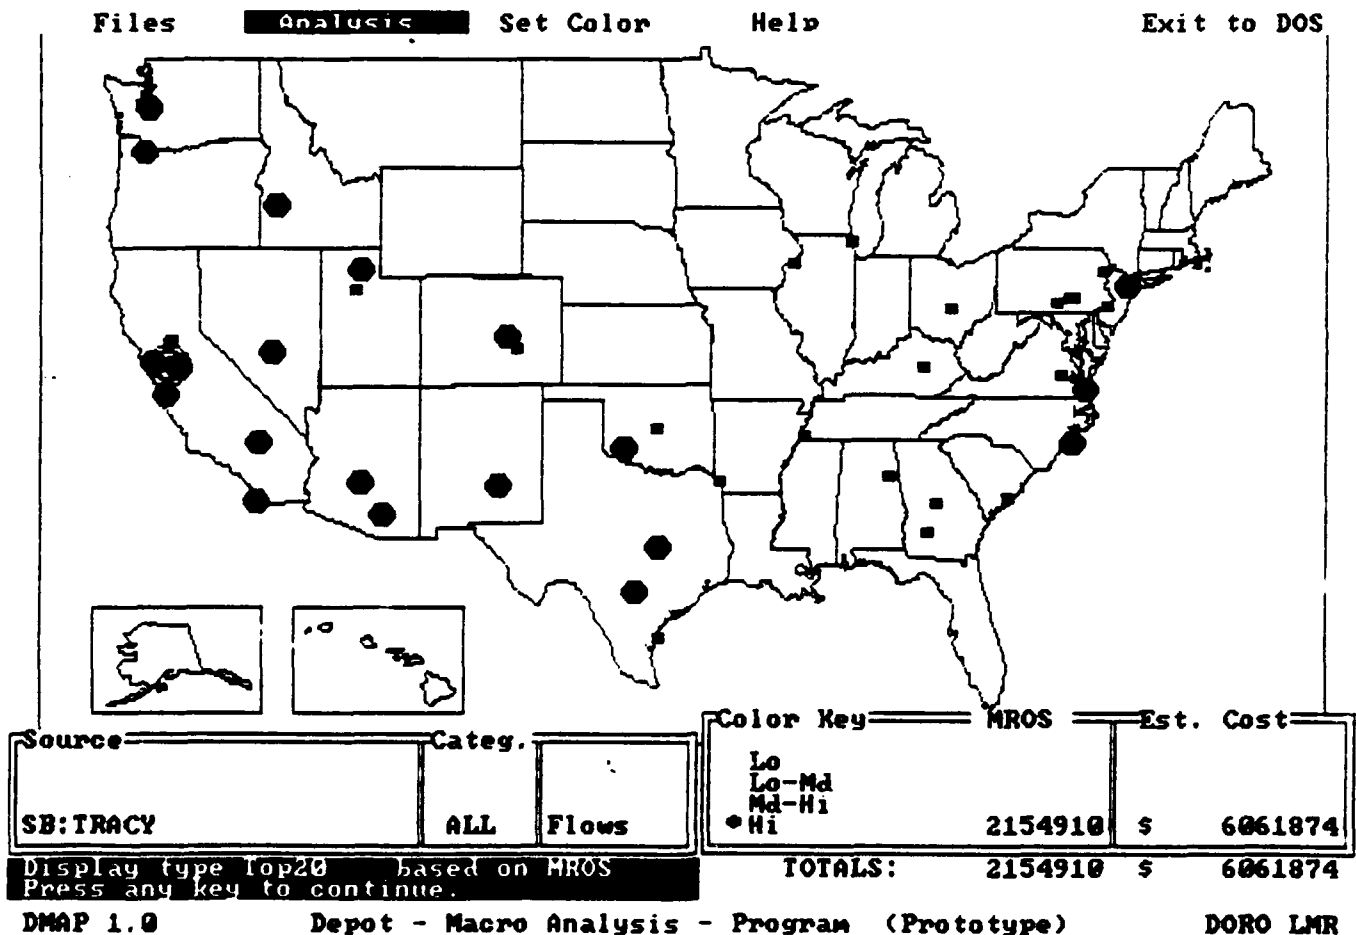 Files Analysis Set Color Help Exit to DOS
Color Key MROS Est. Cost
Source Categ.
Lo
Lo-Md
Md-Hi
SB:TRACY ALL Flows Hi 2154910 $ 6061874
Display type Top20 based on MROS TOTALS: 2154910 $ 6061874
Press any key to continue.
DMAP 1.0 Depot - Macro Analysis - Program (Prototype) DORO LMR